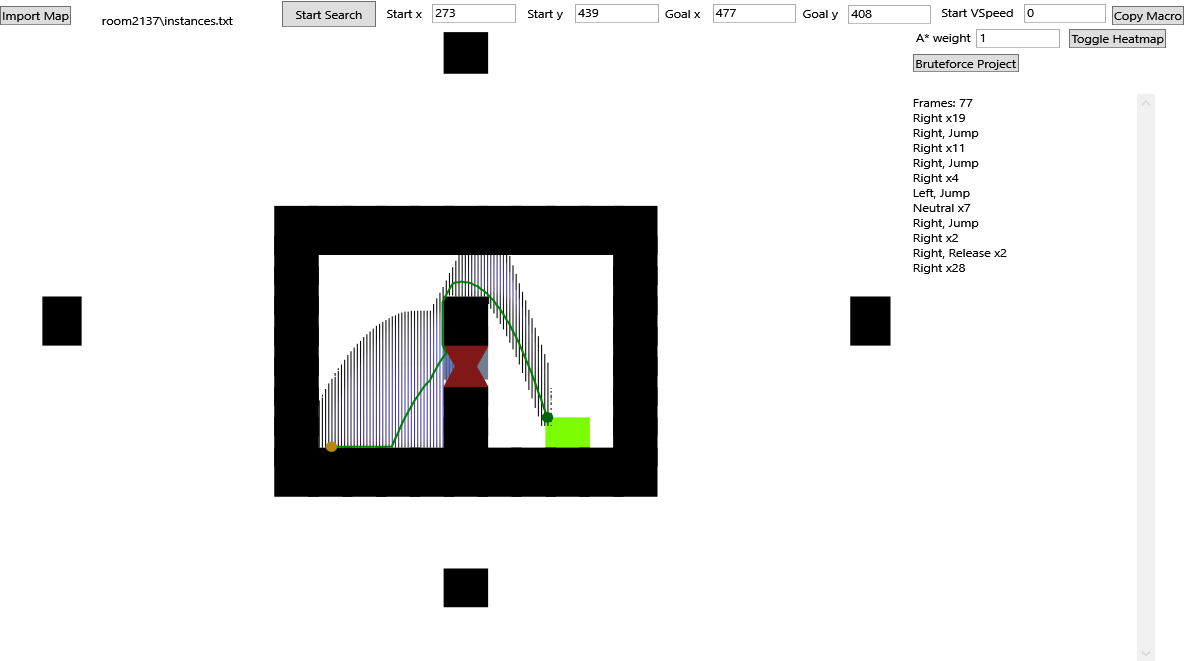 Import Map
room2137\instances.txt
Start Search
Start x 273
Start y 439
Goal x 477
Goal y 408
Start VSpeed 0
Copy Macro
A* weight 1
Toggle Heatmap
Bruteforce Project
Frames: 77
Right x19
Right, Jump
Right x11
Right, Jump
Right x4
Left, Jump
Neutral x7
Right, Jump
Right x2
Right, Release x2
Right x28